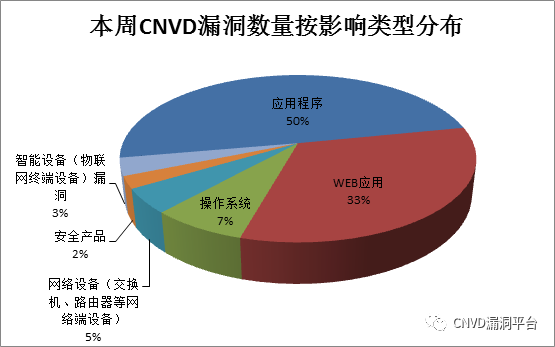 本周CNVD漏洞数量按影响类型分布
应用程序
50%
WEB应用
33%
操作系统
7%
网络设备（交换
机、路由器等网
络端设备）
5%
安全产品
2%
智能设备（物联
网终端设备）漏
洞
3%
CNVD漏洞平台